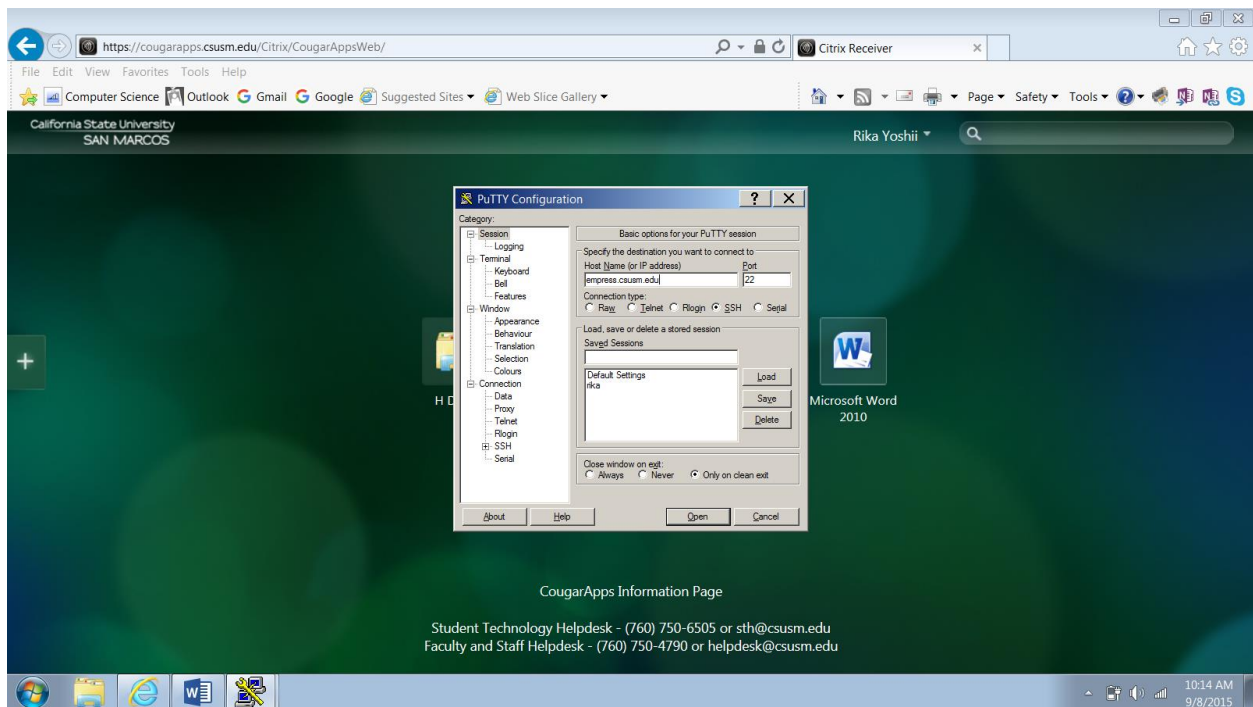 https://cougarapps.csusm.edu/Citrix/CougarAppsWeb/
Citrix Receiver
File Edit View Favorites Tools Help
Computer Science Outlook Gmail Google Suggested Sites Web Slice Gallery
Page Safety Tools
California State University
SAN MARCOS
Rika Yoshii
PuTTY Configuration
Category:
Session
Logging
Terminal
Keyboard
Bell
Features
Window
Appearance
Behaviour
Translation
Selection
Colours
Connection
Data
Proxy
Telnet
Rlogin
SSH
Serial
Basic options for your PuTTY session
Specify the destination you want to connect to
Host Name (or IP address) Port
empress.csusm.edu 22
Connection type:
Raw Telnet Rlogin SSH Serial
Load, save or delete a stored session
Saved Sessions
Default Settings
rika
Load
Save
Delete
Close window on exit:
Always Never Only on clean exit
About Help Open Cancel
H D
Microsoft Word
2010
CougarApps Information Page
Student Technology Helpdesk - (760) 750-6505 or sth@csusm.edu
Faculty and Staff Helpdesk - (760) 750-4790 or helpdesk@csusm.edu
10:14 AM
9/8/2015